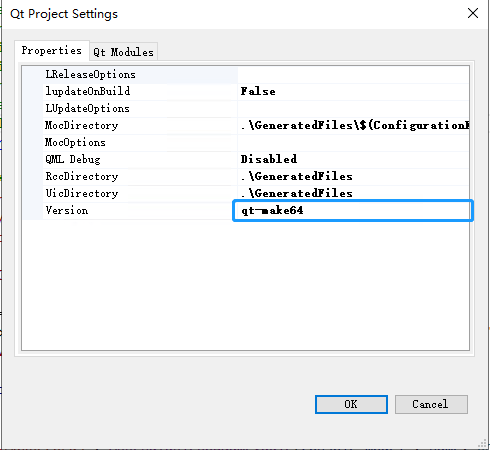 Qt Project Settings
Properties
Qt Modules
LReleaseOptions
lupdateOnBuild False
LUpdateOptions
MocDirectory .\GeneratedFiles\$(Configuration
MocOptions
QML Debug Disabled
RccDirectory .\GeneratedFiles
UicDirectory .\GeneratedFiles
Version qt-make64
OK
Cancel